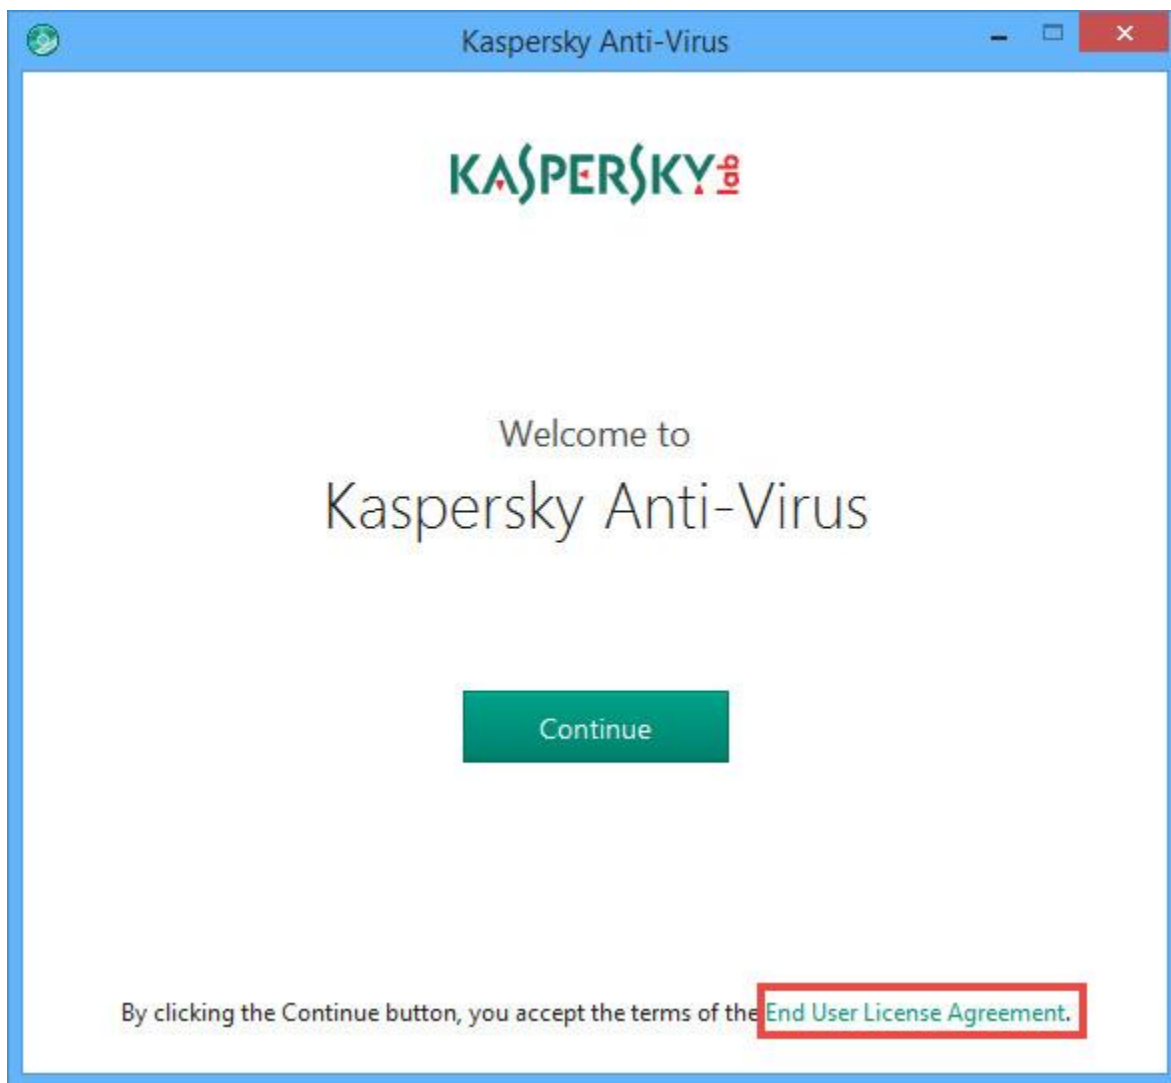 Kaspersky Anti-Virus
KASPERSKY lab
Welcome to
Kaspersky Anti-Virus
Continue
By clicking the Continue button, you accept the terms of the End User License Agreement.